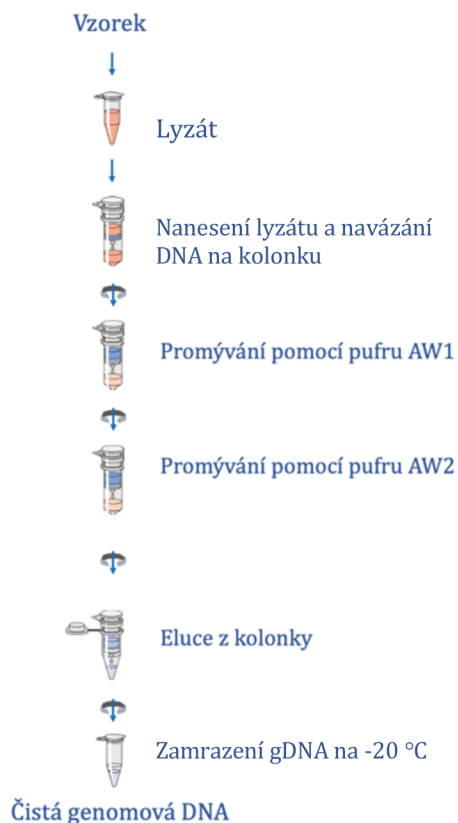 Vzorek
Lyzát
Nanesení lyzátu a navázání
DNA na kolonku
Promývání pomocí pufru AW1
Promývání pomocí pufru AW2
Eluce z kolonky
Zamrazení gDNA na -20 °C
Čistá genomová DNA